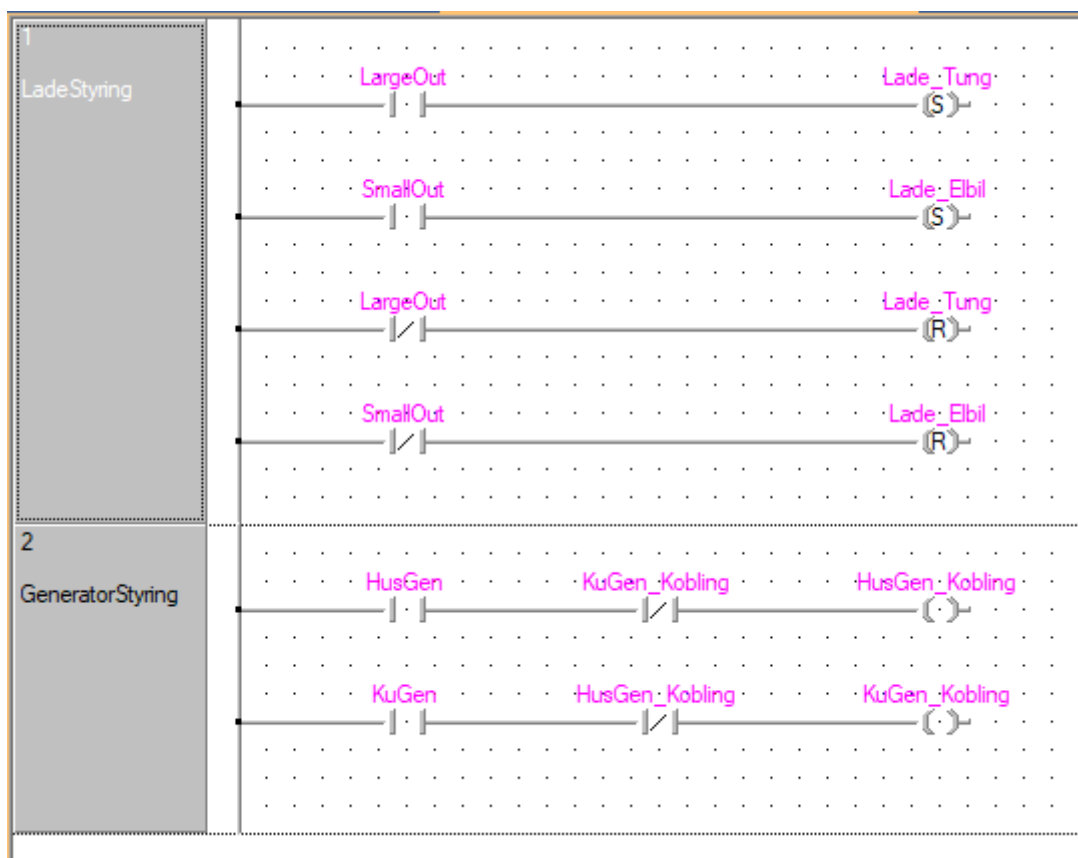 1
LadeStyring
LargeOut Lade_Tung
S
SmallOut Lade_Elbil
S
LargeOut Lade_Tung
R
SmallOut Lade_Elbil
R
2
GeneratorStyring
HusGen KuGen_Kobling HusGen_Kobling
KuGen HusGen_Kobling KuGen_Kobling